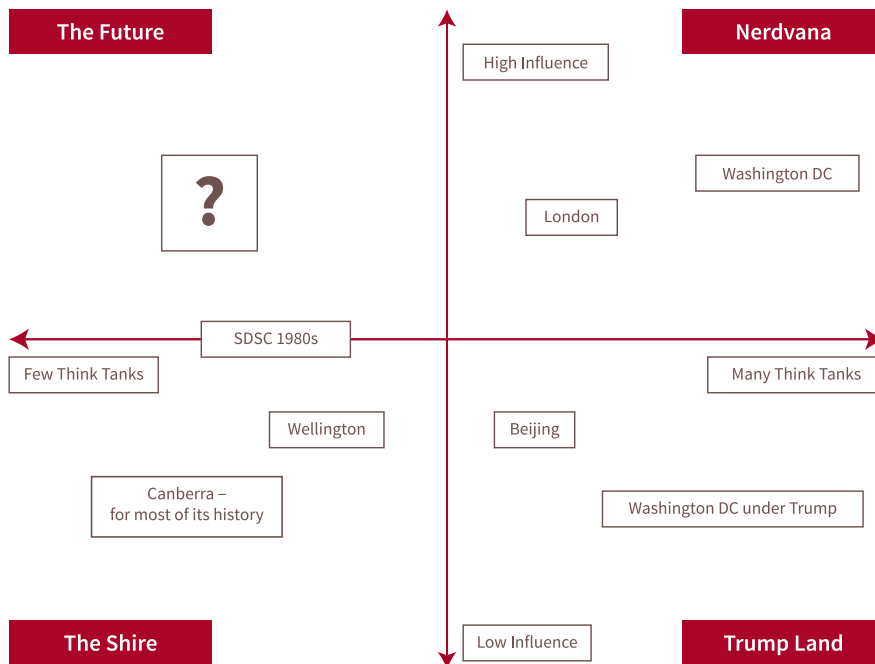 The Future
Nerdvana
High Influence
?
Washington DC
London
SDSC 1980s
Few Think Tanks
Many Think Tanks
Wellington
Beijing
Canberra –
for most of its history
Washington DC under Trump
The Shire
Low Influence
Trump Land